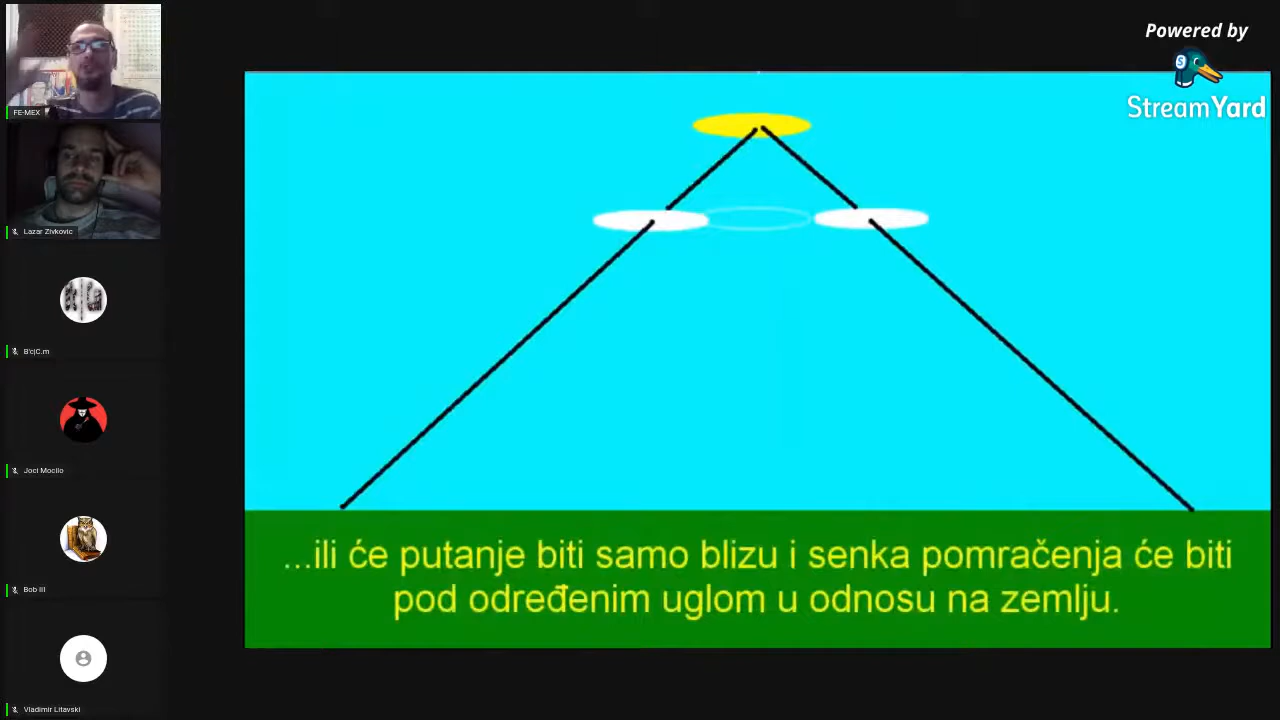 Powered by
StreamYard
FE-MEX
Lazar Zivkovic
B'c|C.m
Joci Mocilo
Bob III
Vladimir Litavski
...ili će putanje biti samo blizu i senka pomračenja će biti
pod određenim uglom u odnosu na zemlju.